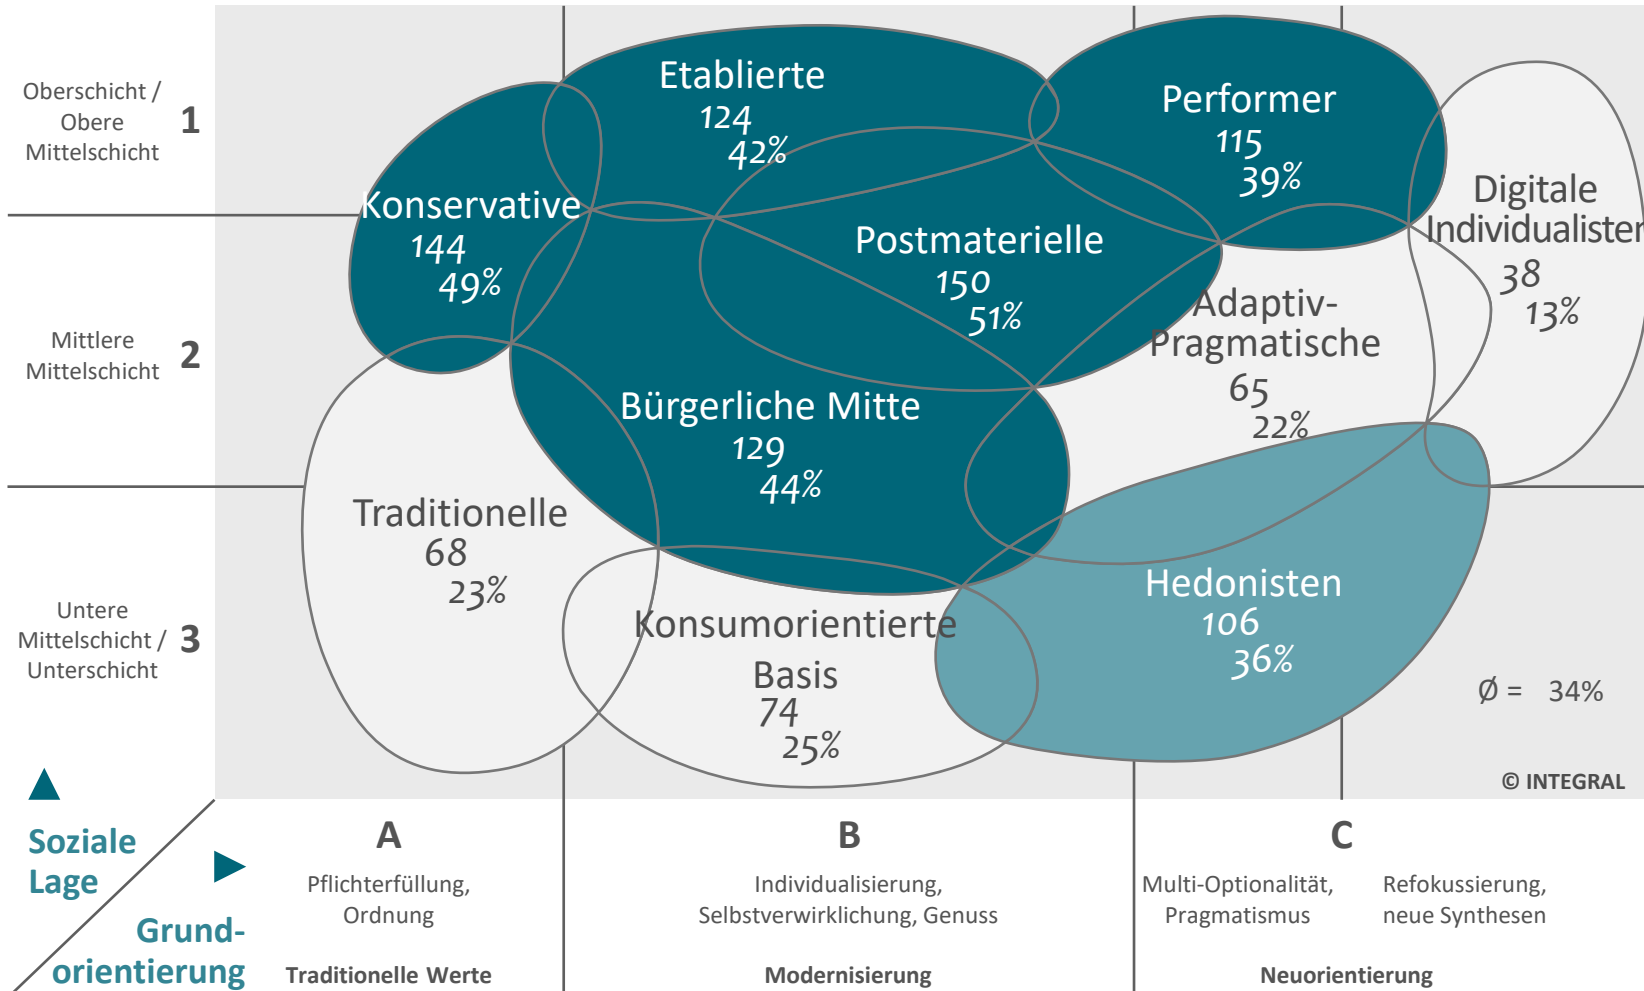 Oberschicht /
Obere
Mittelschicht
1
Mittlere
Mittelschicht
2
Untere
Mittelschicht /
Unterschicht
3
Etablierte
124
42%
Performer
115
39%
Konservative
144
49%
Postmaterielle
150
51%
Digitale
Individualisten
38
13%
Adaptiv-
Pragmatische
65
22%
Bürgerliche Mitte
129
44%
Traditionelle
68
23%
Konsumorientierte
Basis
74
25%
Hedonisten
106
36%
Ø = 34%
© INTEGRAL
Soziale
Lage
Grund-
orientierung
A
Pflichterfüllung,
Ordnung
Traditionelle Werte
B
Individualisierung,
Selbstverwirklichung, Genuss
Modernisierung
C
Multi-Optionalität,
Pragmatismus
Refokussierung,
neue Synthesen
Neuorientierung